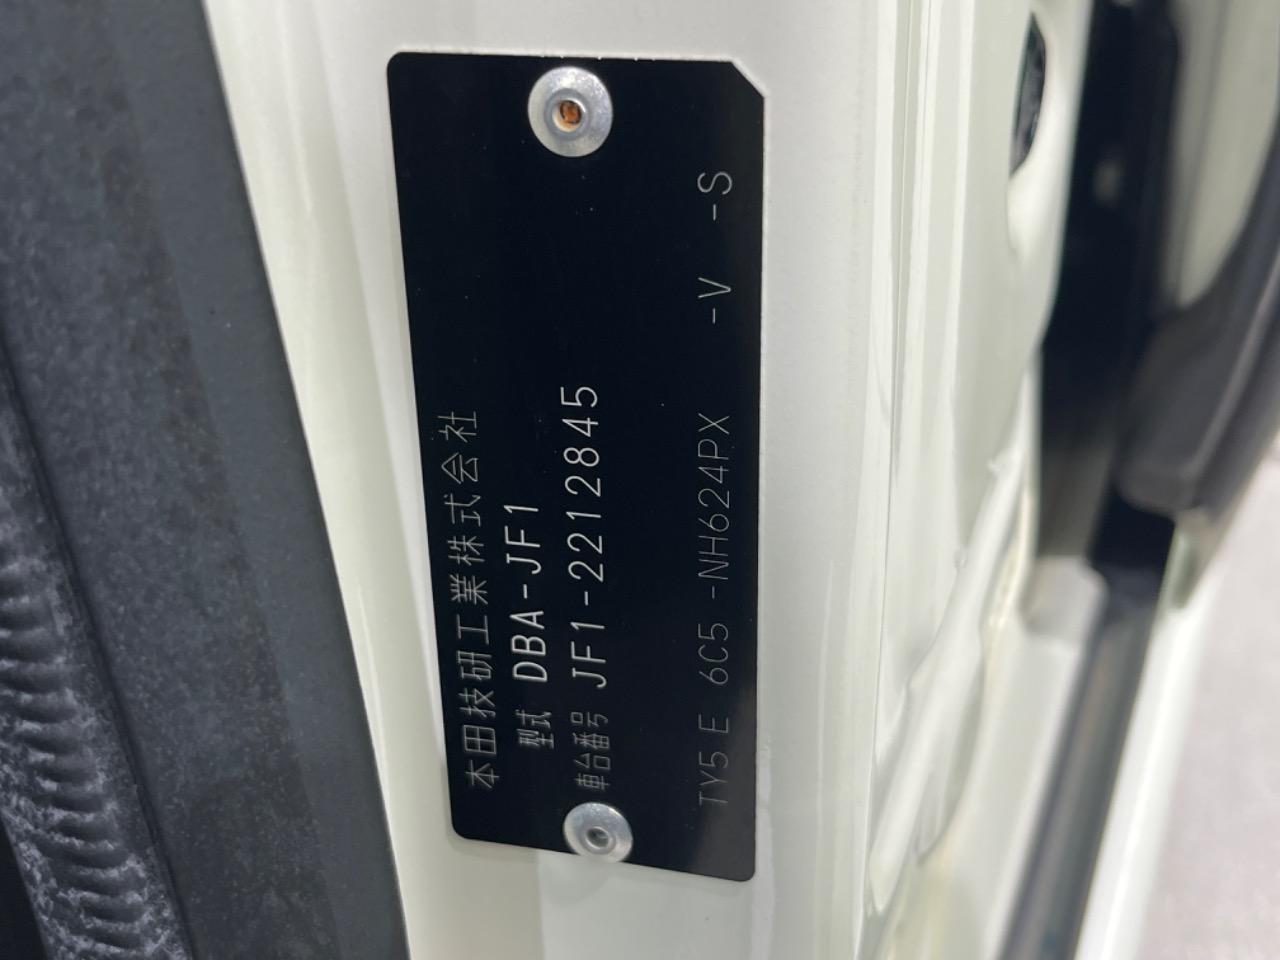 本田技研工業株式会社
型式 DBA-JF1
車台番号 JF1-2212845
TY5 E 6C5 -NH624PX -V -S